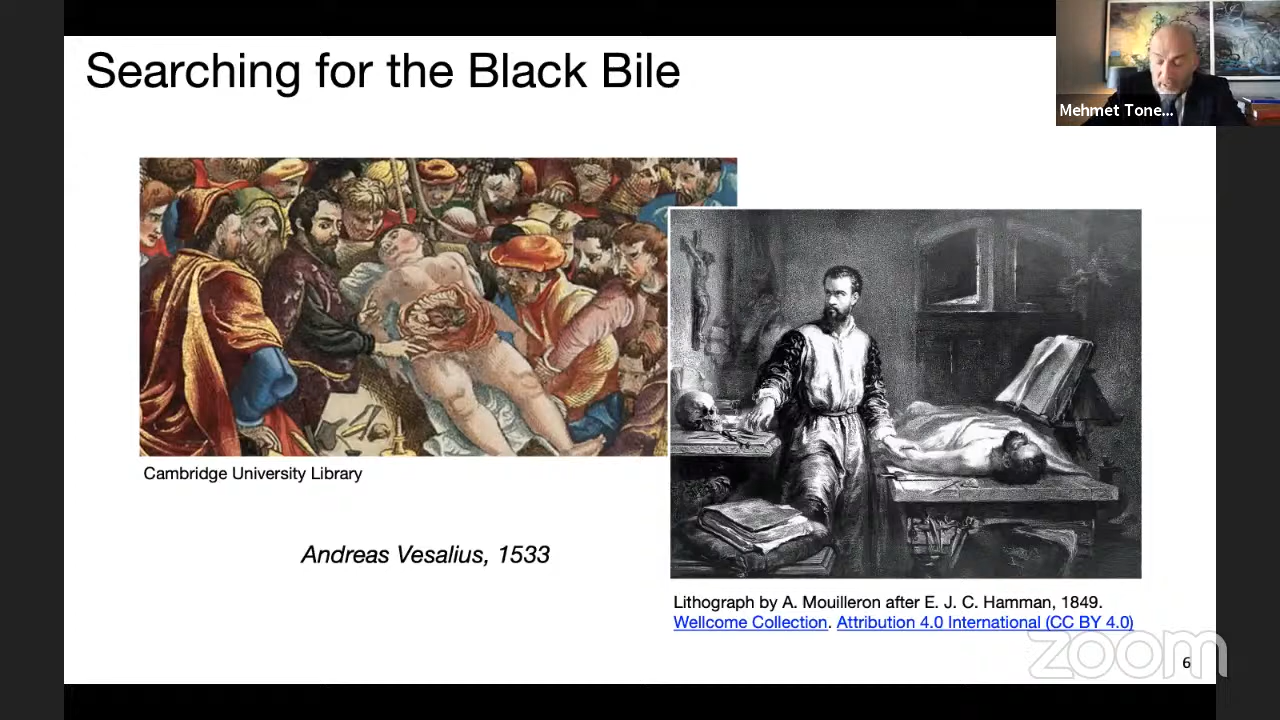 Searching for the Black Bile
Mehmet Tone...
Cambridge University Library
Andreas Vesalius, 1533
Lithograph by A. Mouilleron after E. J. C. Hamman, 1849.
Wellcome Collection. Attribution 4.0 International (CC BY 4.0)
zoom
6